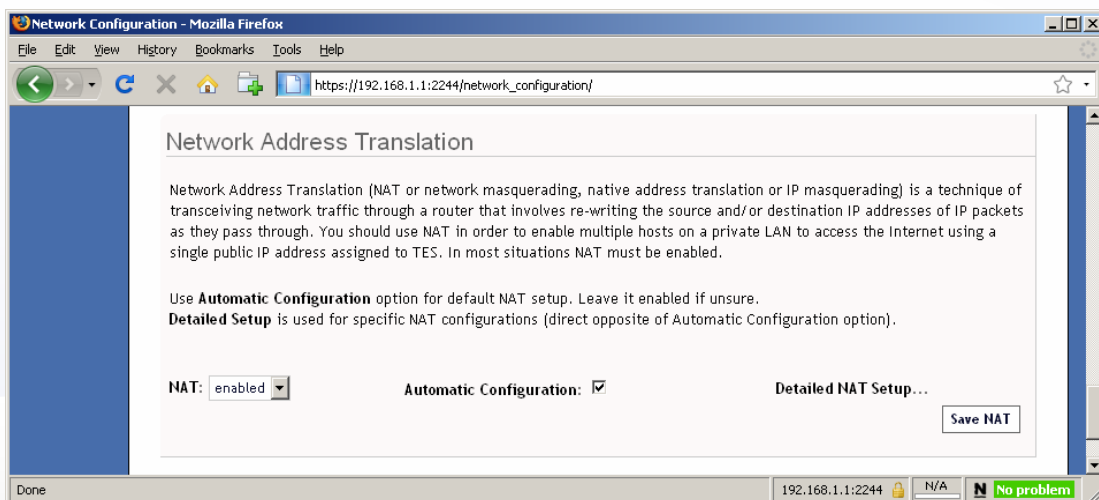 Network Configuration - Mozilla Firefox
File Edit View History Bookmarks Tools Help
https://192.168.1.1:2244/network_configuration/
Network Address Translation
Network Address Translation (NAT or network masquerading, native address translation or IP masquerading) is a technique of
transceiving network traffic through a router that involves re-writing the source and/or destination IP addresses of IP packets
as they pass through. You should use NAT in order to enable multiple hosts on a private LAN to access the Internet using a
single public IP address assigned to TES. In most situations NAT must be enabled.
Use Automatic Configuration option for default NAT setup. Leave it enabled if unsure.
Detailed Setup is used for specific NAT configurations (direct opposite of Automatic Configuration option).
NAT: enabled Automatic Configuration: Detailed NAT Setup...
Save NAT
Done 192.168.1.1:2244 N/A N No problem